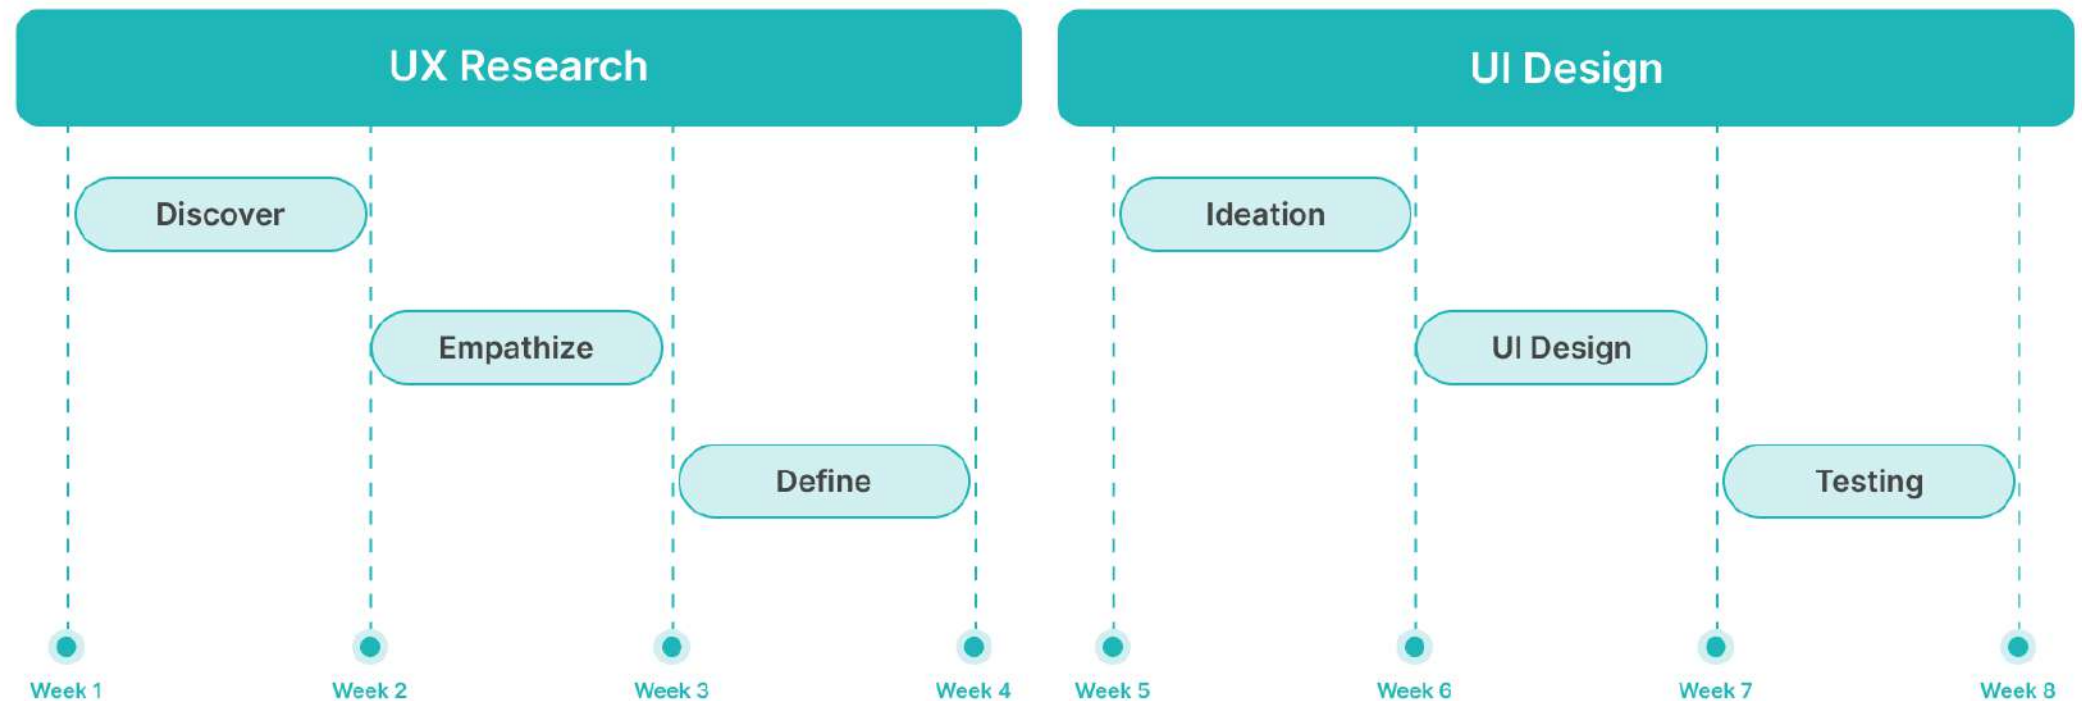 UX Research
UI Design
Discover
Ideation
Empathize
UI Design
Define
Testing
Week 1
Week 2
Week 3
Week 4
Week 5
Week 6
Week 7
Week 8